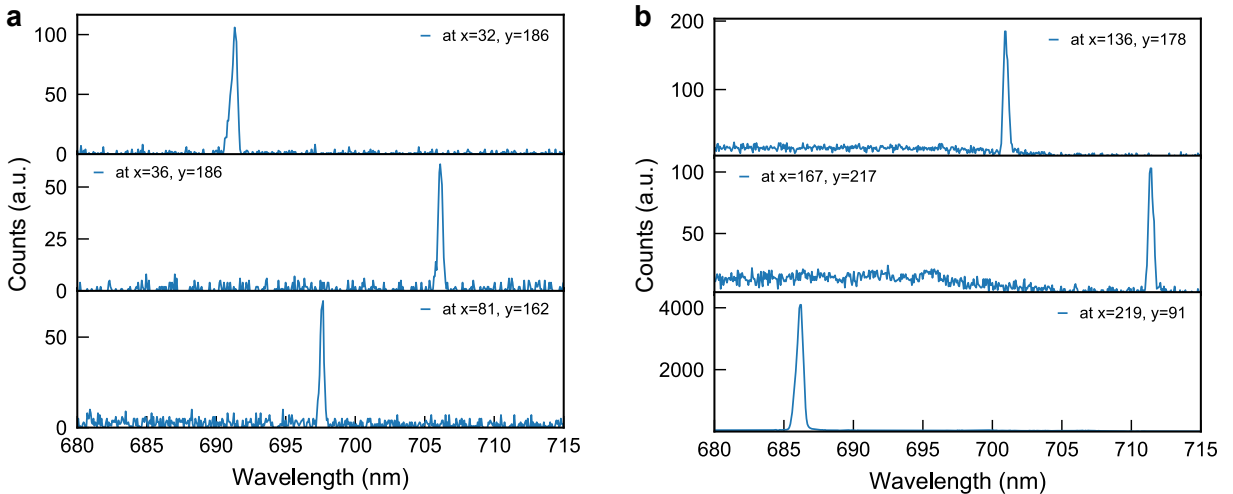 a
Counts (a.u.)
100
50
0
at x=32, y=186
50
25
0
at x=36, y=186
50
0
at x=81, y=162
680 685 690 695 700 705 710 715
Wavelength (nm)
b
Counts (a.u.)
200
100
at x=136, y=178
100
50
at x=167, y=217
4000
2000
at x=219, y=91
680 685 690 695 700 705 710 715
Wavelength (nm)